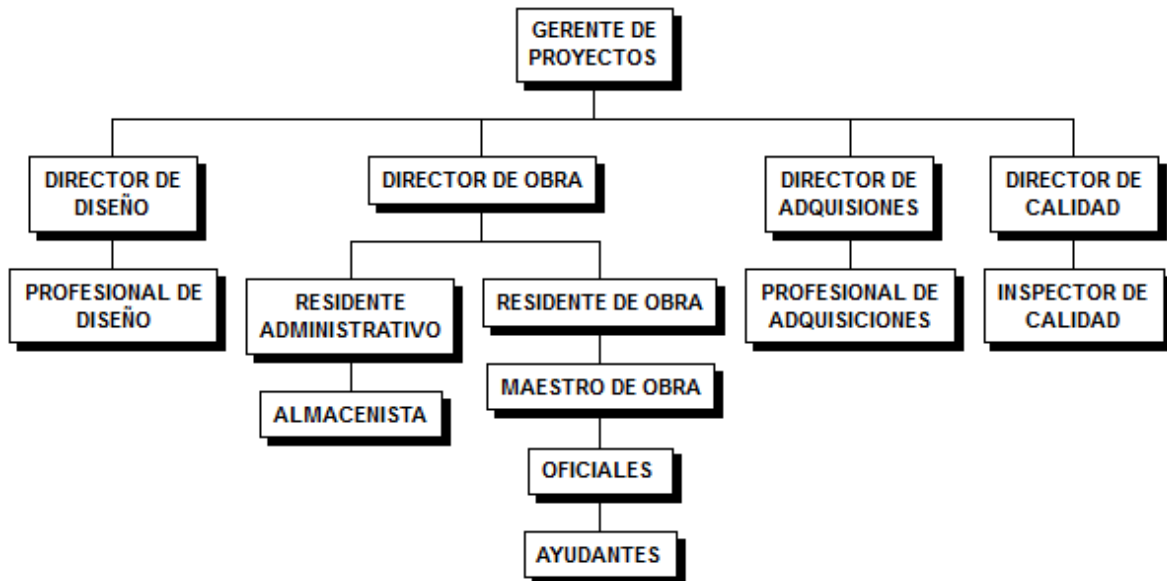 GERENTE DE
PROYECTOS
DIRECTOR DE
DISEÑO
DIRECTOR DE OBRA
DIRECTOR DE
ADQUISIONES
DIRECTOR DE
CALIDAD
PROFESIONAL DE
DISEÑO
RESIDENTE
ADMINISTRATIVO
RESIDENTE DE OBRA
PROFESIONAL DE
ADQUISICIONES
INSPECTOR DE
CALIDAD
ALMACENISTA
MAESTRO DE OBRA
OFICIALES
AYUDANTES